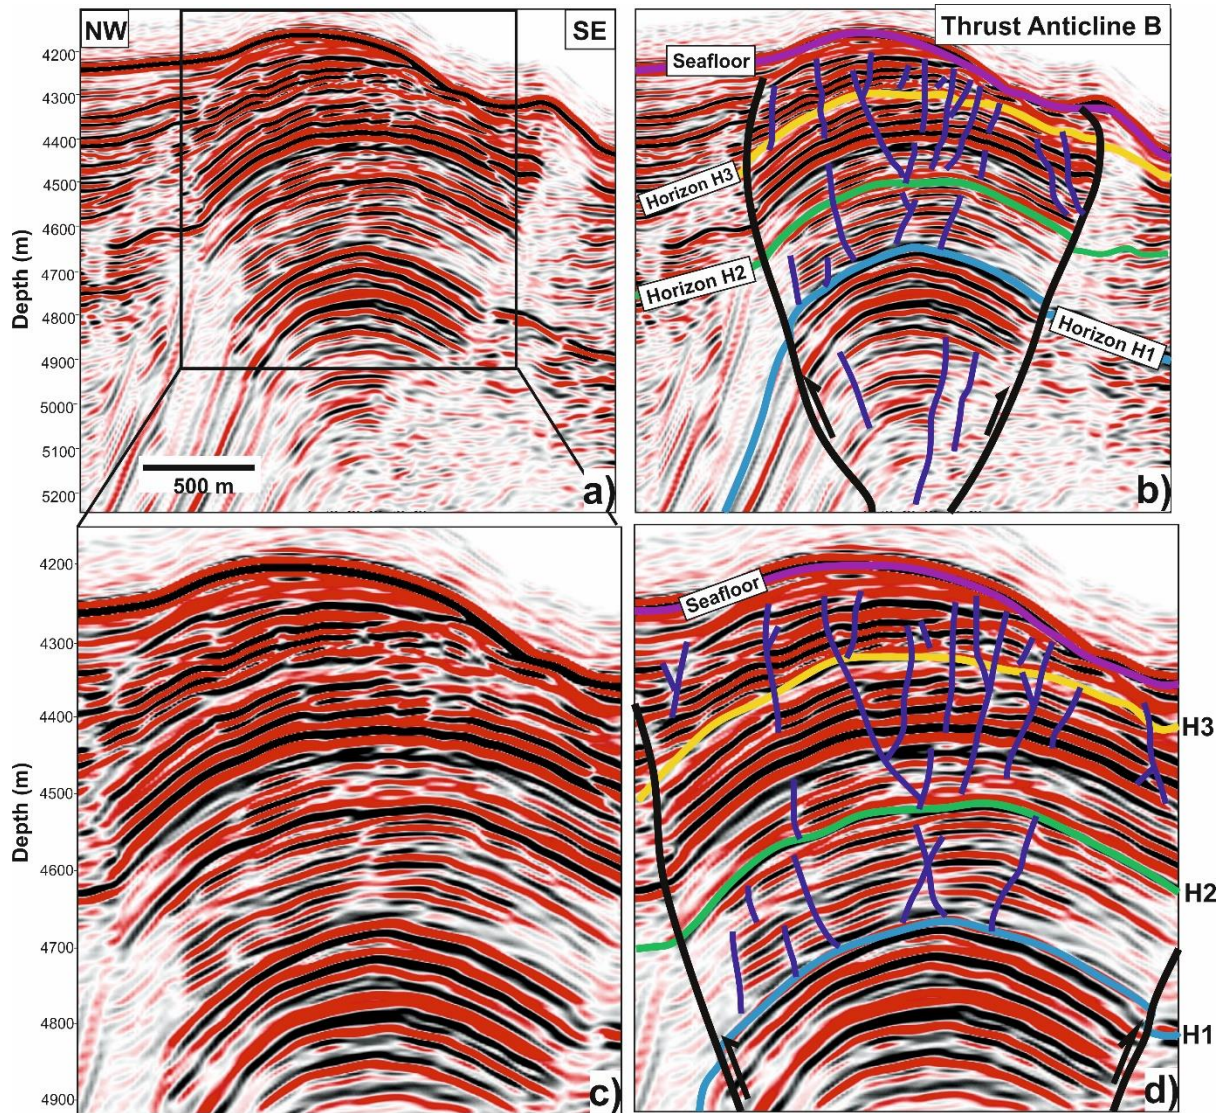 NW
SE
Thrust Anticline B
Seafloor
Horizon H3
Horizon H2
Horizon H1
Depth (m)
4200
4300
4400
4500
4600
4700
4800
4900
5000
5100
5200
500 m
a)
b)
Depth (m)
4200
4300
4400
4500
4600
4700
4800
4900
c)
Seafloor
H3
H2
H1
d)